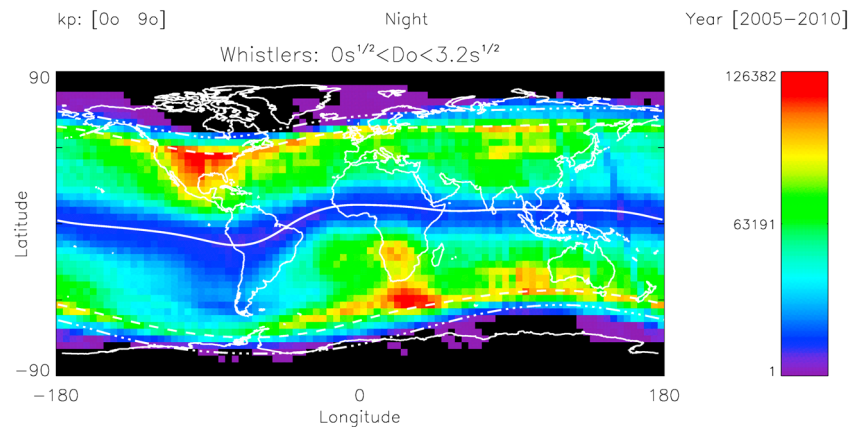 kp: [0o 9o] Night Year [2005-2010]
Whistlers: 0s^1/2<Do<3.2s^1/2
90
126382
Latitude
63191
-90
1
-180 0 180
Longitude